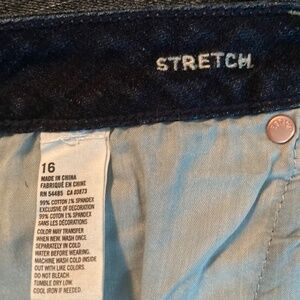 STRETCH
16
MADE IN CHINA
FABRIQUÉ EN CHINE
RN 54485 CA 03873
99% COTTON 1% SPANDEX
EXCLUSIVE OF DECORATION
99% COTON 1% SPANDEX
SANS LES DÉCORATIONS
COLOR MAY TRANSFER
WHEN NEW. WASH ONCE
SEPARATELY IN COLD
WATER BEFORE WEARING.
MACHINE WASH COLD INSIDE
OUT WITH LIKE COLORS.
DO NOT BLEACH.
TUMBLE DRY LOW.
COOL IRON IF NEEDED.